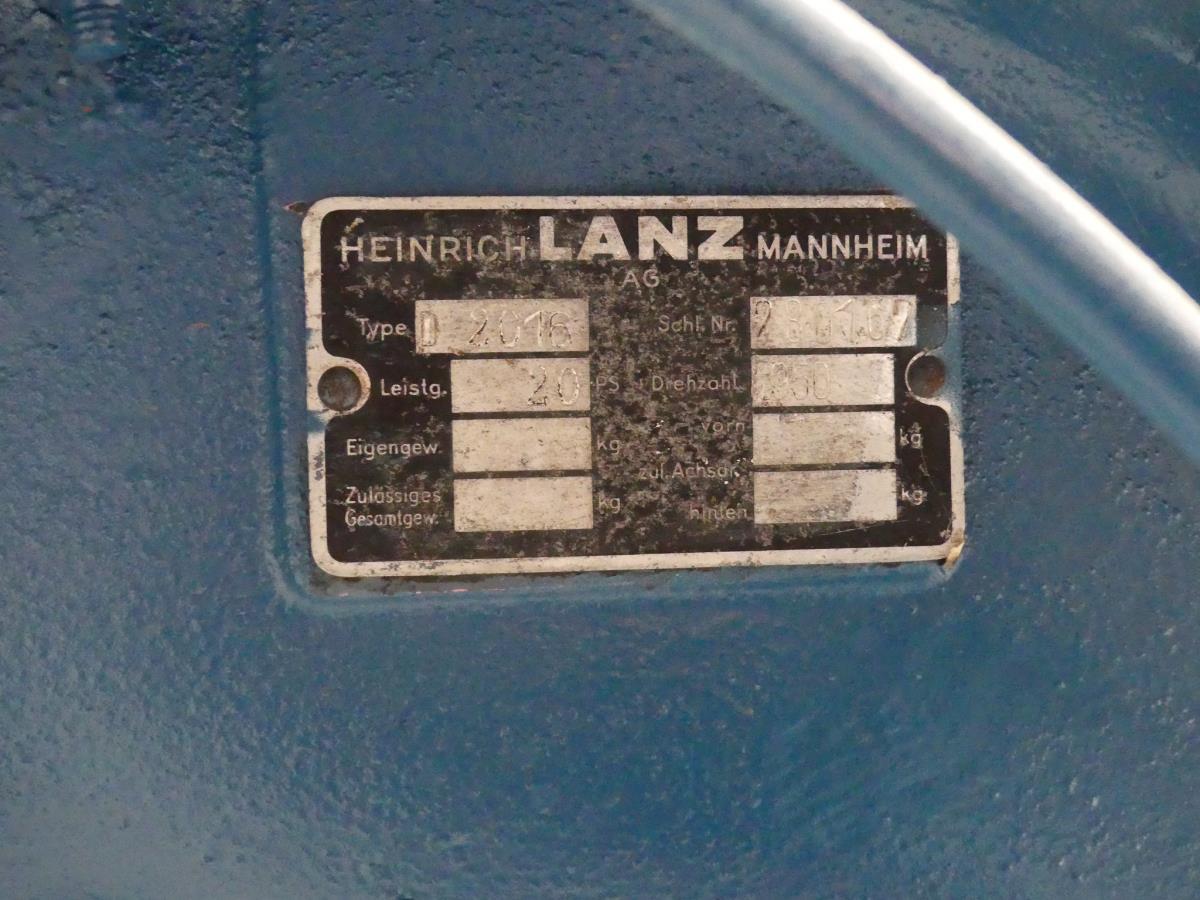 HEINRICH LANZ MANNHEIM
AG
Type D 2016 Schl. Nr.
Leistg. 20 PS Drehzahl
Eigengew. kg vorn kg
zul. Achsdr.
Zulässiges
Gesamtgew. kg hinten kg